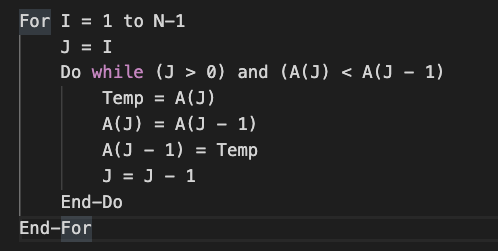 For I = 1 to N-1
J = I
Do while (J > 0) and (A(J) < A(J - 1)
Temp = A(J)
A(J) = A(J - 1)
A(J - 1) = Temp
J = J - 1
End-Do
End-For